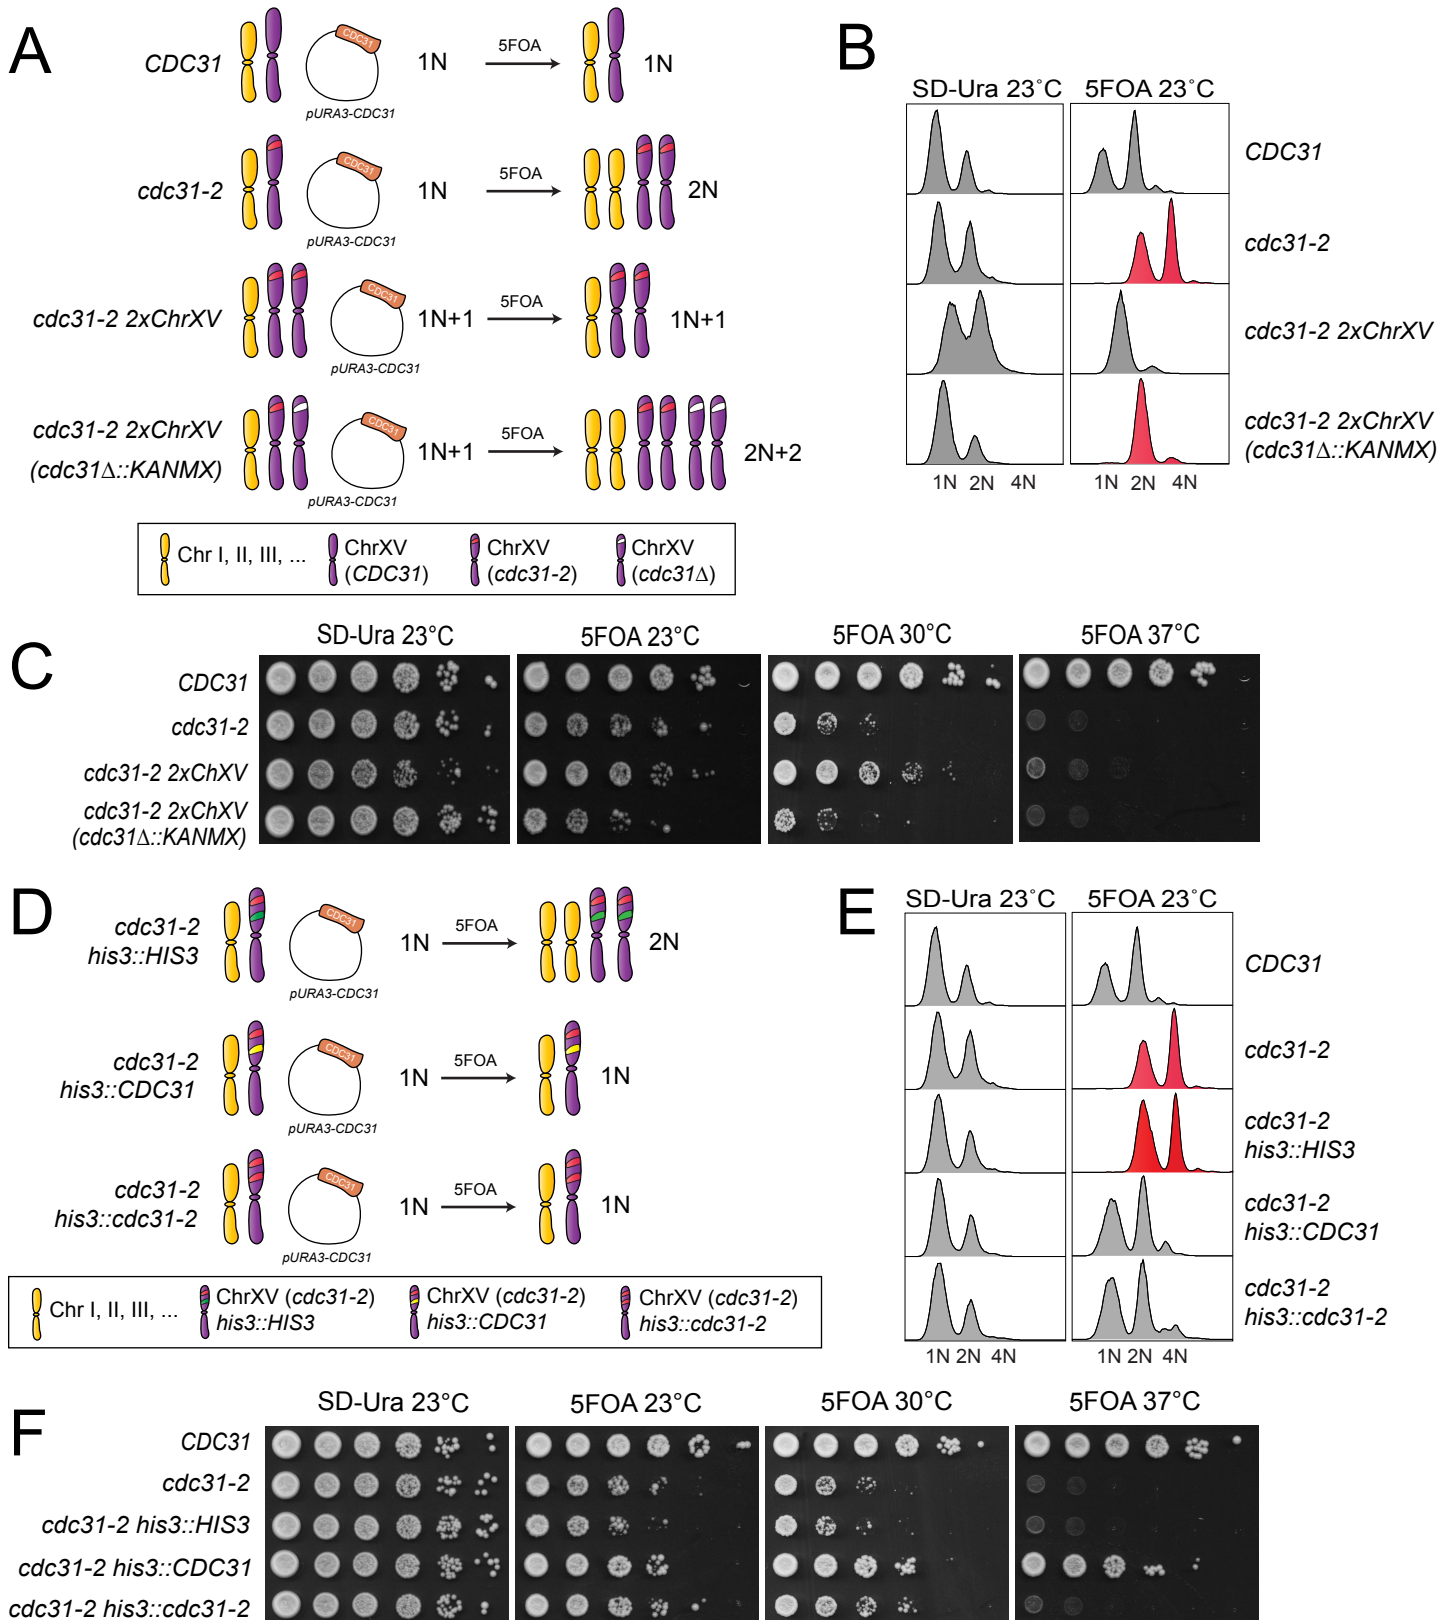 A
CDC31
CDC31
pURA3-CDC31
1N
5FOA
1N
cdc31-2
CDC31
pURA3-CDC31
1N
5FOA
2N
cdc31-2 2xChrXV
CDC31
pURA3-CDC31
1N+1
5FOA
1N+1
cdc31-2 2xChrXV
(cdc31Δ::KANMX)
CDC31
pURA3-CDC31
1N+1
5FOA
2N+2
Chr I, II, III, ...
ChrXV
(CDC31)
ChrXV
(cdc31-2)
ChrXV
(cdc31Δ)
B
SD-Ura 23°C
5FOA 23°C
CDC31
cdc31-2
cdc31-2 2xChrXV
cdc31-2 2xChrXV
(cdc31Δ::KANMX)
1N 2N 4N
1N 2N 4N
C
SD-Ura 23°C
5FOA 23°C
5FOA 30°C
5FOA 37°C
CDC31
cdc31-2
cdc31-2 2xChXV
cdc31-2 2xChXV
(cdc31Δ::KANMX)
D
cdc31-2
his3::HIS3
CDC31
pURA3-CDC31
1N
5FOA
2N
cdc31-2
his3::CDC31
CDC31
pURA3-CDC31
1N
5FOA
1N
cdc31-2
his3::cdc31-2
CDC31
pURA3-CDC31
1N
5FOA
1N
Chr I, II, III, ...
ChrXV (cdc31-2)
his3::HIS3
ChrXV (cdc31-2)
his3::CDC31
ChrXV (cdc31-2)
his3::cdc31-2
E
SD-Ura 23°C
5FOA 23°C
CDC31
cdc31-2
cdc31-2
his3::HIS3
cdc31-2
his3::CDC31
cdc31-2
his3::cdc31-2
1N 2N 4N
1N 2N 4N
F
SD-Ura 23°C
5FOA 23°C
5FOA 30°C
5FOA 37°C
CDC31
cdc31-2
cdc31-2 his3::HIS3
cdc31-2 his3::CDC31
cdc31-2 his3::cdc31-2